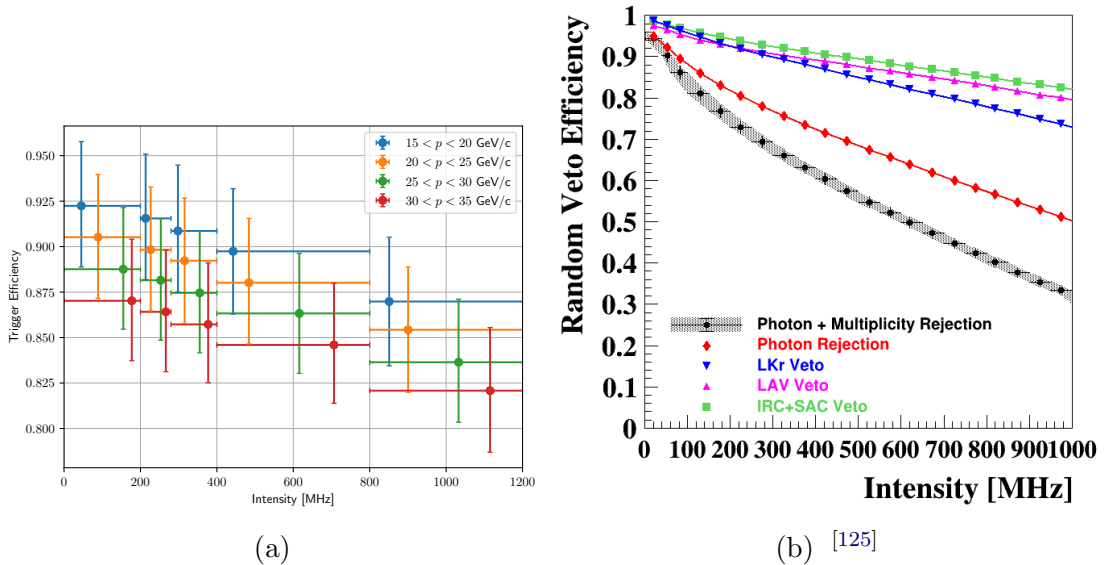 0.950
0.925
0.900
0.875
0.850
0.825
0.800
Trigger Efficiency
0 200 400 600 800 1000 1200
Intensity [MHz]
15 < p < 20 GeV/c
20 < p < 25 GeV/c
25 < p < 30 GeV/c
30 < p < 35 GeV/c
(a)
1
0.9
0.8
0.7
0.6
0.5
0.4
0.3
0.2
0.1
0
Random Veto Efficiency
Photon + Multiplicity Rejection
Photon Rejection
LKr Veto
LAV Veto
IRC+SAC Veto
0 100 200 300 400 500 600 700 800 900 1000
Intensity [MHz]
(b) [125]